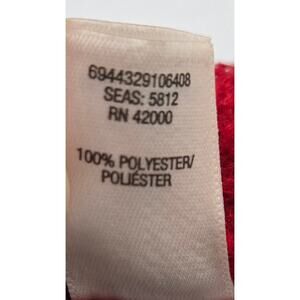 6944329106408
SEAS: 5812
RN 42000
100% POLYESTER/
POLIÉSTER